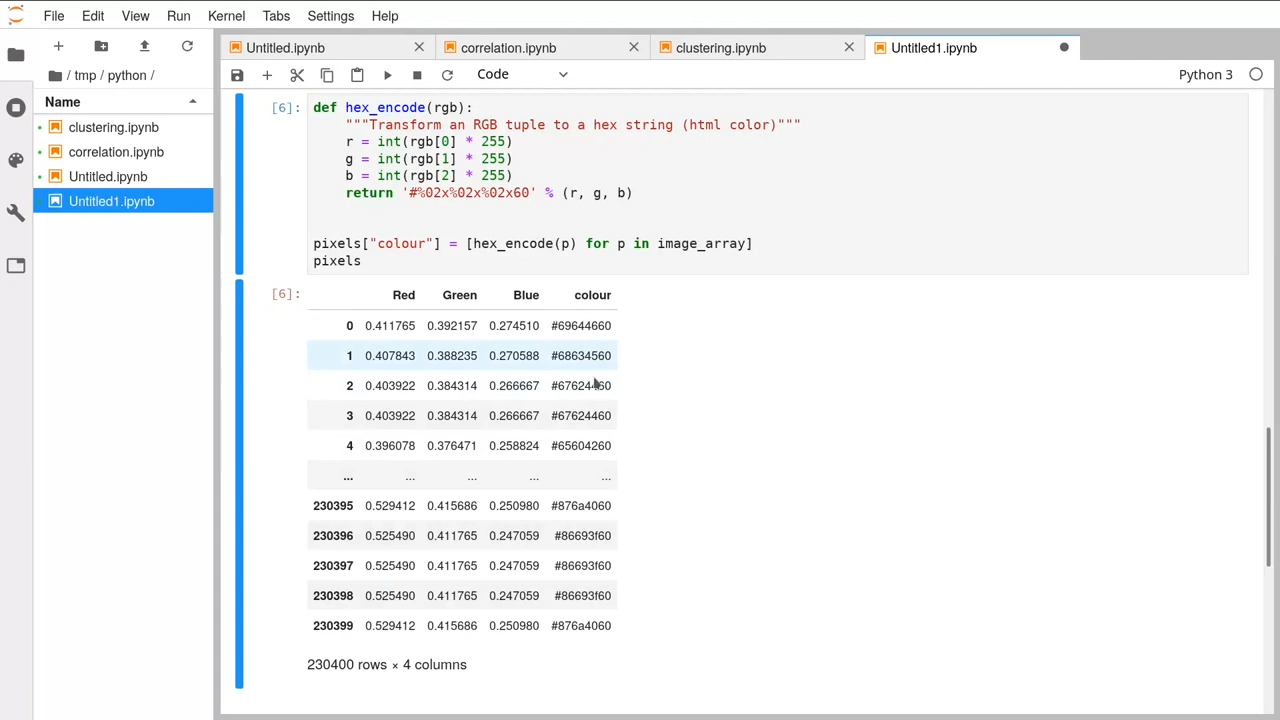 File Edit View Run Kernel Tabs Settings Help
Untitled.ipynb correlation.ipynb clustering.ipynb Untitled1.ipynb
/ tmp / python /
Code Python 3
Name
clustering.ipynb
correlation.ipynb
Untitled.ipynb
Untitled1.ipynb
[6]: def hex_encode(rgb):
"""Transform an RGB tuple to a hex string (html color)"""
r = int(rgb[0] * 255)
g = int(rgb[1] * 255)
b = int(rgb[2] * 255)
return '#%02x%02x%02x60' % (r, g, b)
pixels["colour"] = [hex_encode(p) for p in image_array]
pixels
[6]: Red Green Blue colour
0 0.411765 0.392157 0.274510 #69644660
1 0.407843 0.388235 0.270588 #68634560
2 0.403922 0.384314 0.266667 #67624460
3 0.403922 0.384314 0.266667 #67624460
4 0.396078 0.376471 0.258824 #65604260
... ... ... ... ...
230395 0.529412 0.415686 0.250980 #876a4060
230396 0.525490 0.411765 0.247059 #86693f60
230397 0.525490 0.411765 0.247059 #86693f60
230398 0.525490 0.411765 0.247059 #86693f60
230399 0.529412 0.415686 0.250980 #876a4060
230400 rows × 4 columns